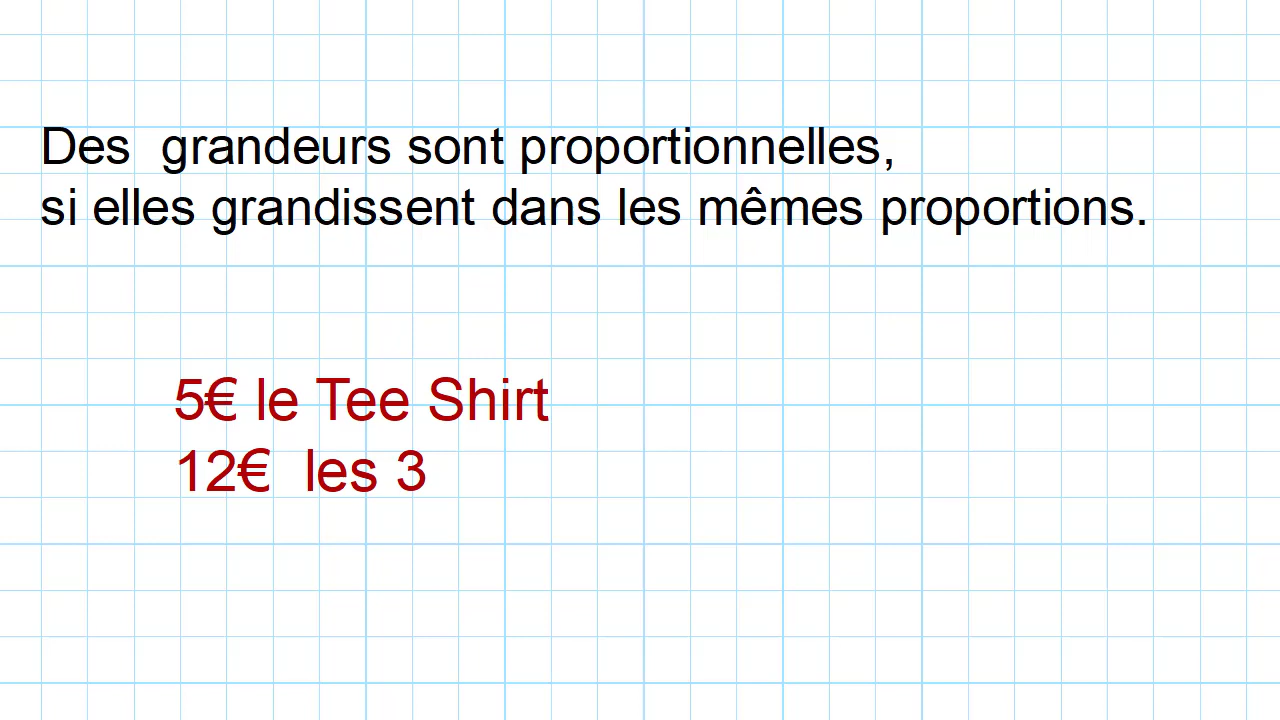 Des  grandeurs sont proportionnelles,
si elles grandissent dans les mêmes proportions.
5€ le Tee Shirt
12€  les 3